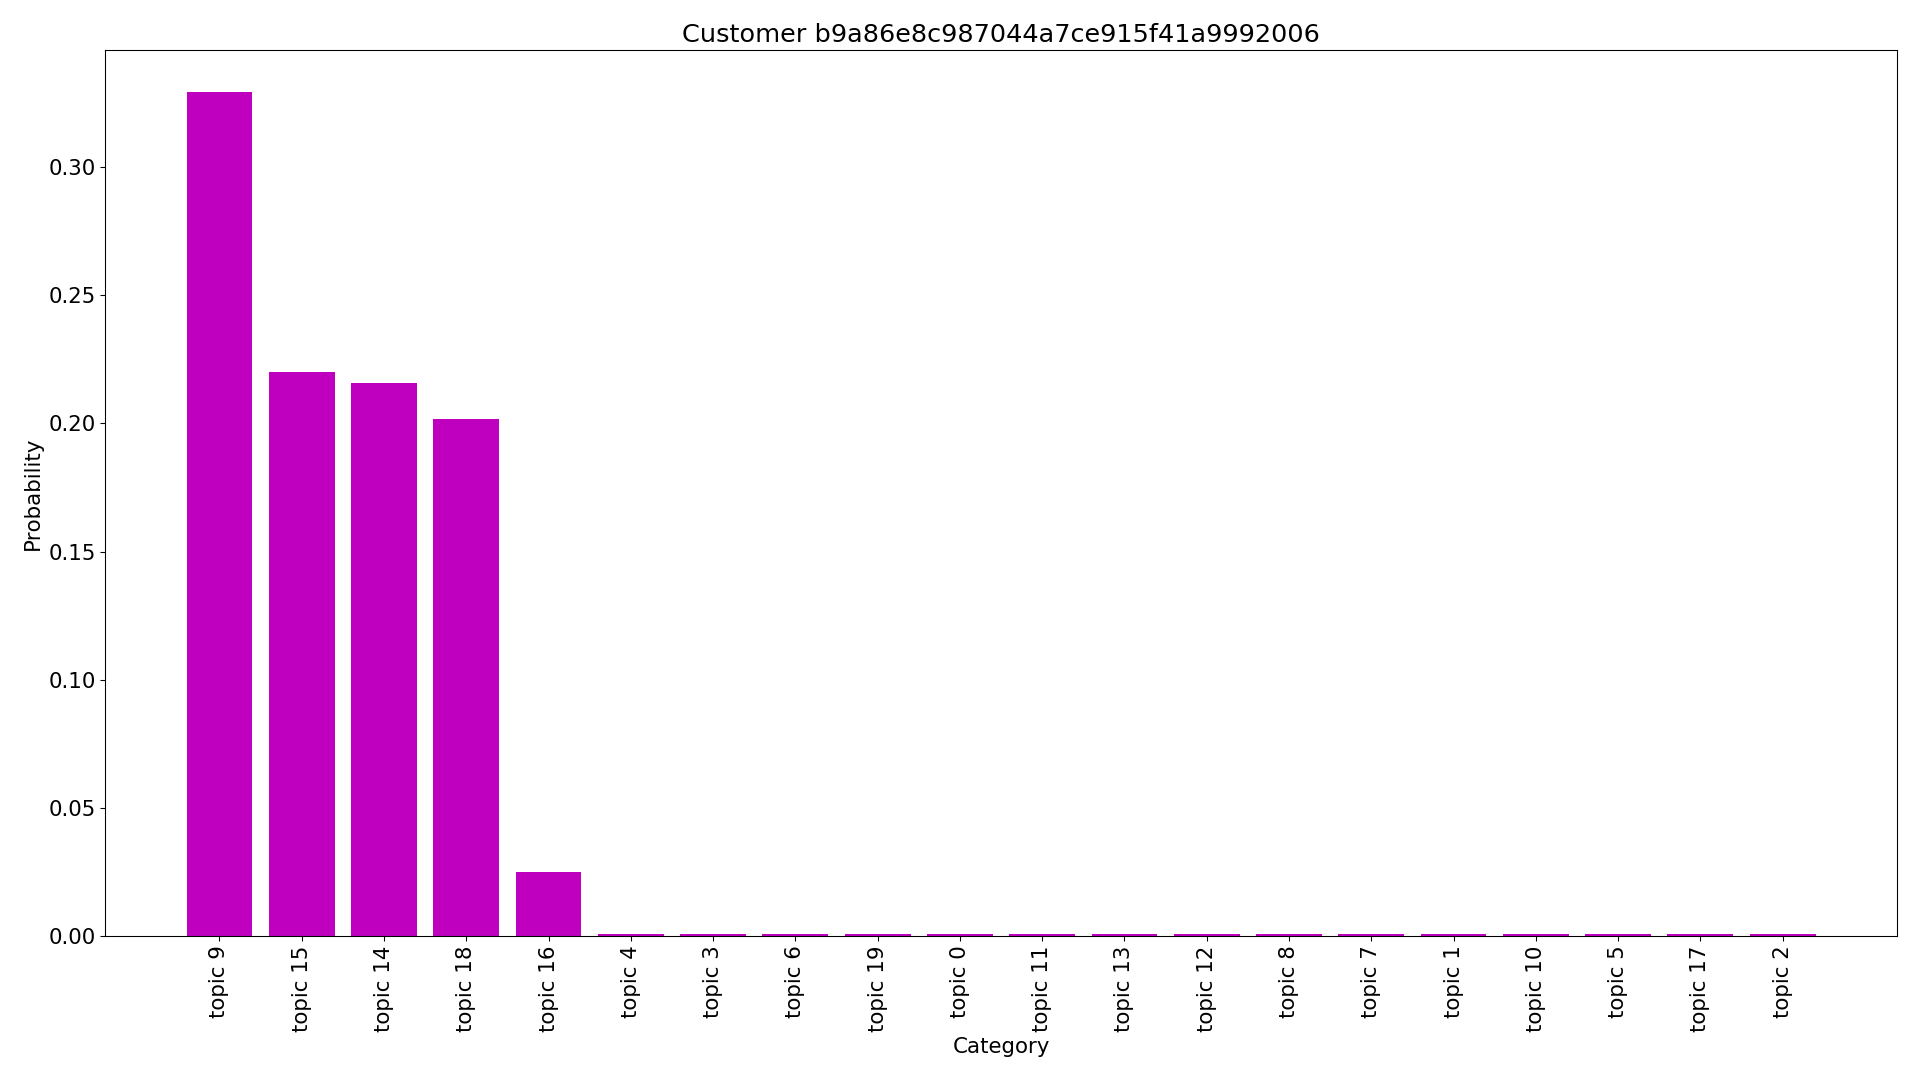 Customer b9a86e8c987044a7ce915f41a9992006
0.30
0.25
0.20
0.15
0.10
0.05
0.00
Probability
topic 9
topic 15
topic 14
topic 18
topic 16
topic 4
topic 3
topic 6
topic 19
topic 0
topic 11
topic 13
topic 12
topic 8
topic 7
topic 1
topic 10
topic 5
topic 17
topic 2
Category